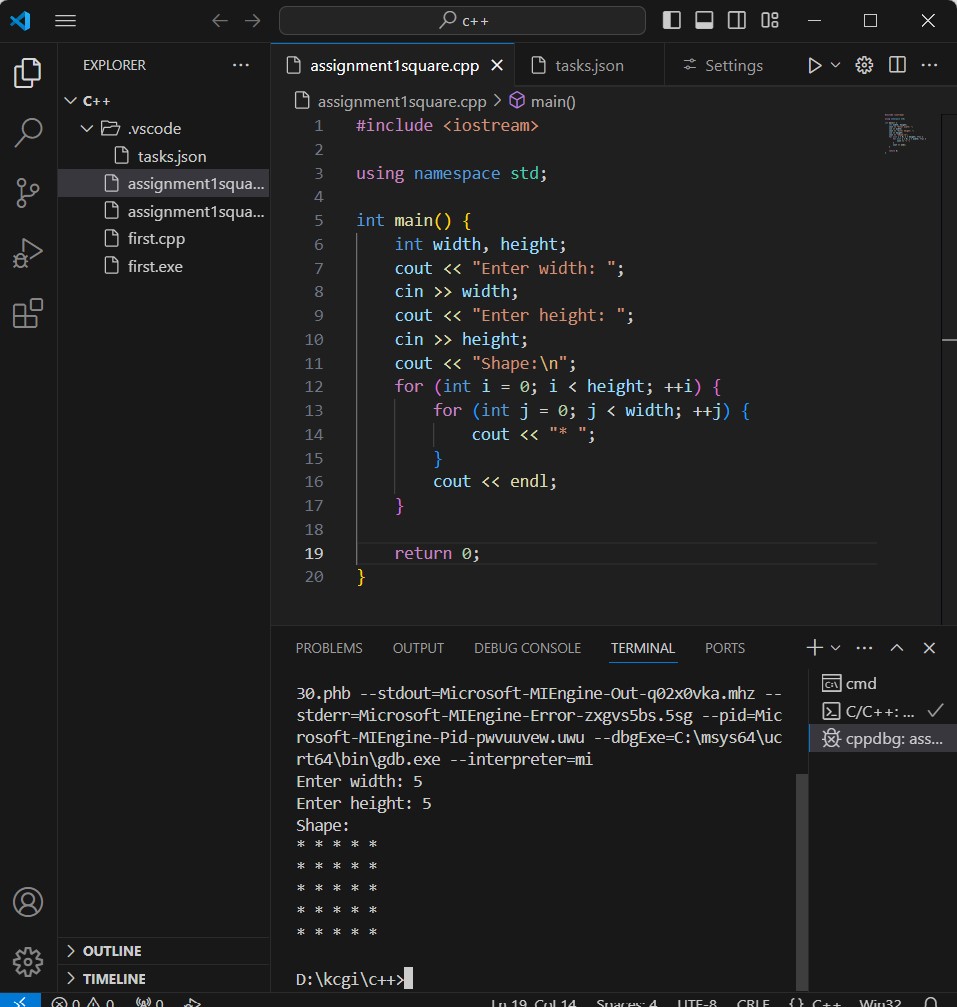 c++
EXPLORER
C++
.vscode
tasks.json
assignment1squa...
assignment1squa...
first.cpp
first.exe
OUTLINE
TIMELINE
assignment1square.cpp
tasks.json
Settings
assignment1square.cpp > main()
1 #include <iostream>
2
3 using namespace std;
4
5 int main() {
6     int width, height;
7     cout << "Enter width: ";
8     cin >> width;
9     cout << "Enter height: ";
10     cin >> height;
11     cout << "Shape:\n";
12     for (int i = 0; i < height; ++i) {
13         for (int j = 0; j < width; ++j) {
14             cout << "* ";
15         }
16         cout << endl;
17     }
18
19     return 0;
20 }
PROBLEMS OUTPUT DEBUG CONSOLE TERMINAL PORTS
30.phb --stdout=Microsoft-MIEngine-Out-q02x0vka.mhz --
stderr=Microsoft-MIEngine-Error-zxgvs5bs.5sg --pid=Mic
rosoft-MIEngine-Pid-pwvuuvew.uwu --dbgExe=C:\msys64\uc
rt64\bin\gdb.exe --interpreter=mi
Enter width: 5
Enter height: 5
Shape:
* * * * *
* * * * *
* * * * *
* * * * *
* * * * *
D:\kcgi\c++>
cmd
C/C++: ...
cppdbg: ass...
0 0 0 Ln 19, Col 14 Spaces: 4 UTF-8 CRLF {} C++ Win32